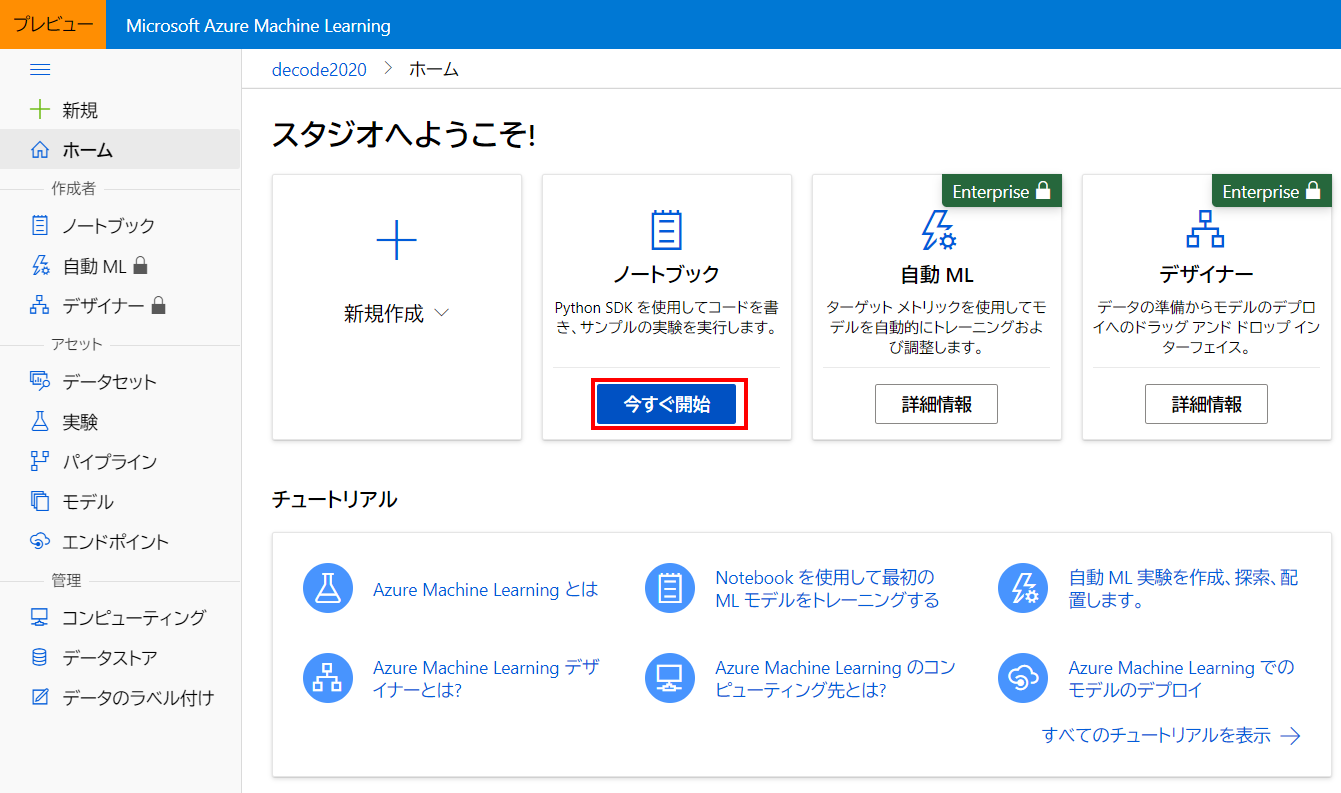 プレビュー
Microsoft Azure Machine Learning
decode2020 > ホーム
新規
ホーム
作成者
ノートブック
自動 ML
デザイナー
アセット
データセット
実験
パイプライン
モデル
エンドポイント
管理
コンピューティング
データストア
データのラベル付け
スタジオへようこそ!
新規作成
ノートブック
Python SDK を使用してコードを書
き、サンプルの実験を実行します。
今すぐ開始
Enterprise
自動 ML
ターゲット メトリックを使用してモ
デルを自動的にトレーニングおよ
び調整します。
詳細情報
Enterprise
デザイナー
データの準備からモデルのデプロ
イへのドラッグ アンド ドロップ イン
ターフェイス。
詳細情報
チュートリアル
Azure Machine Learning とは
Notebook を使用して最初の
ML モデルをトレーニングする
自動 ML 実験を作成、探索、配
置します。
Azure Machine Learning デザ
イナーとは?
Azure Machine Learning のコン
ピューティング先とは?
Azure Machine Learning での
モデルのデプロイ
すべてのチュートリアルを表示 →